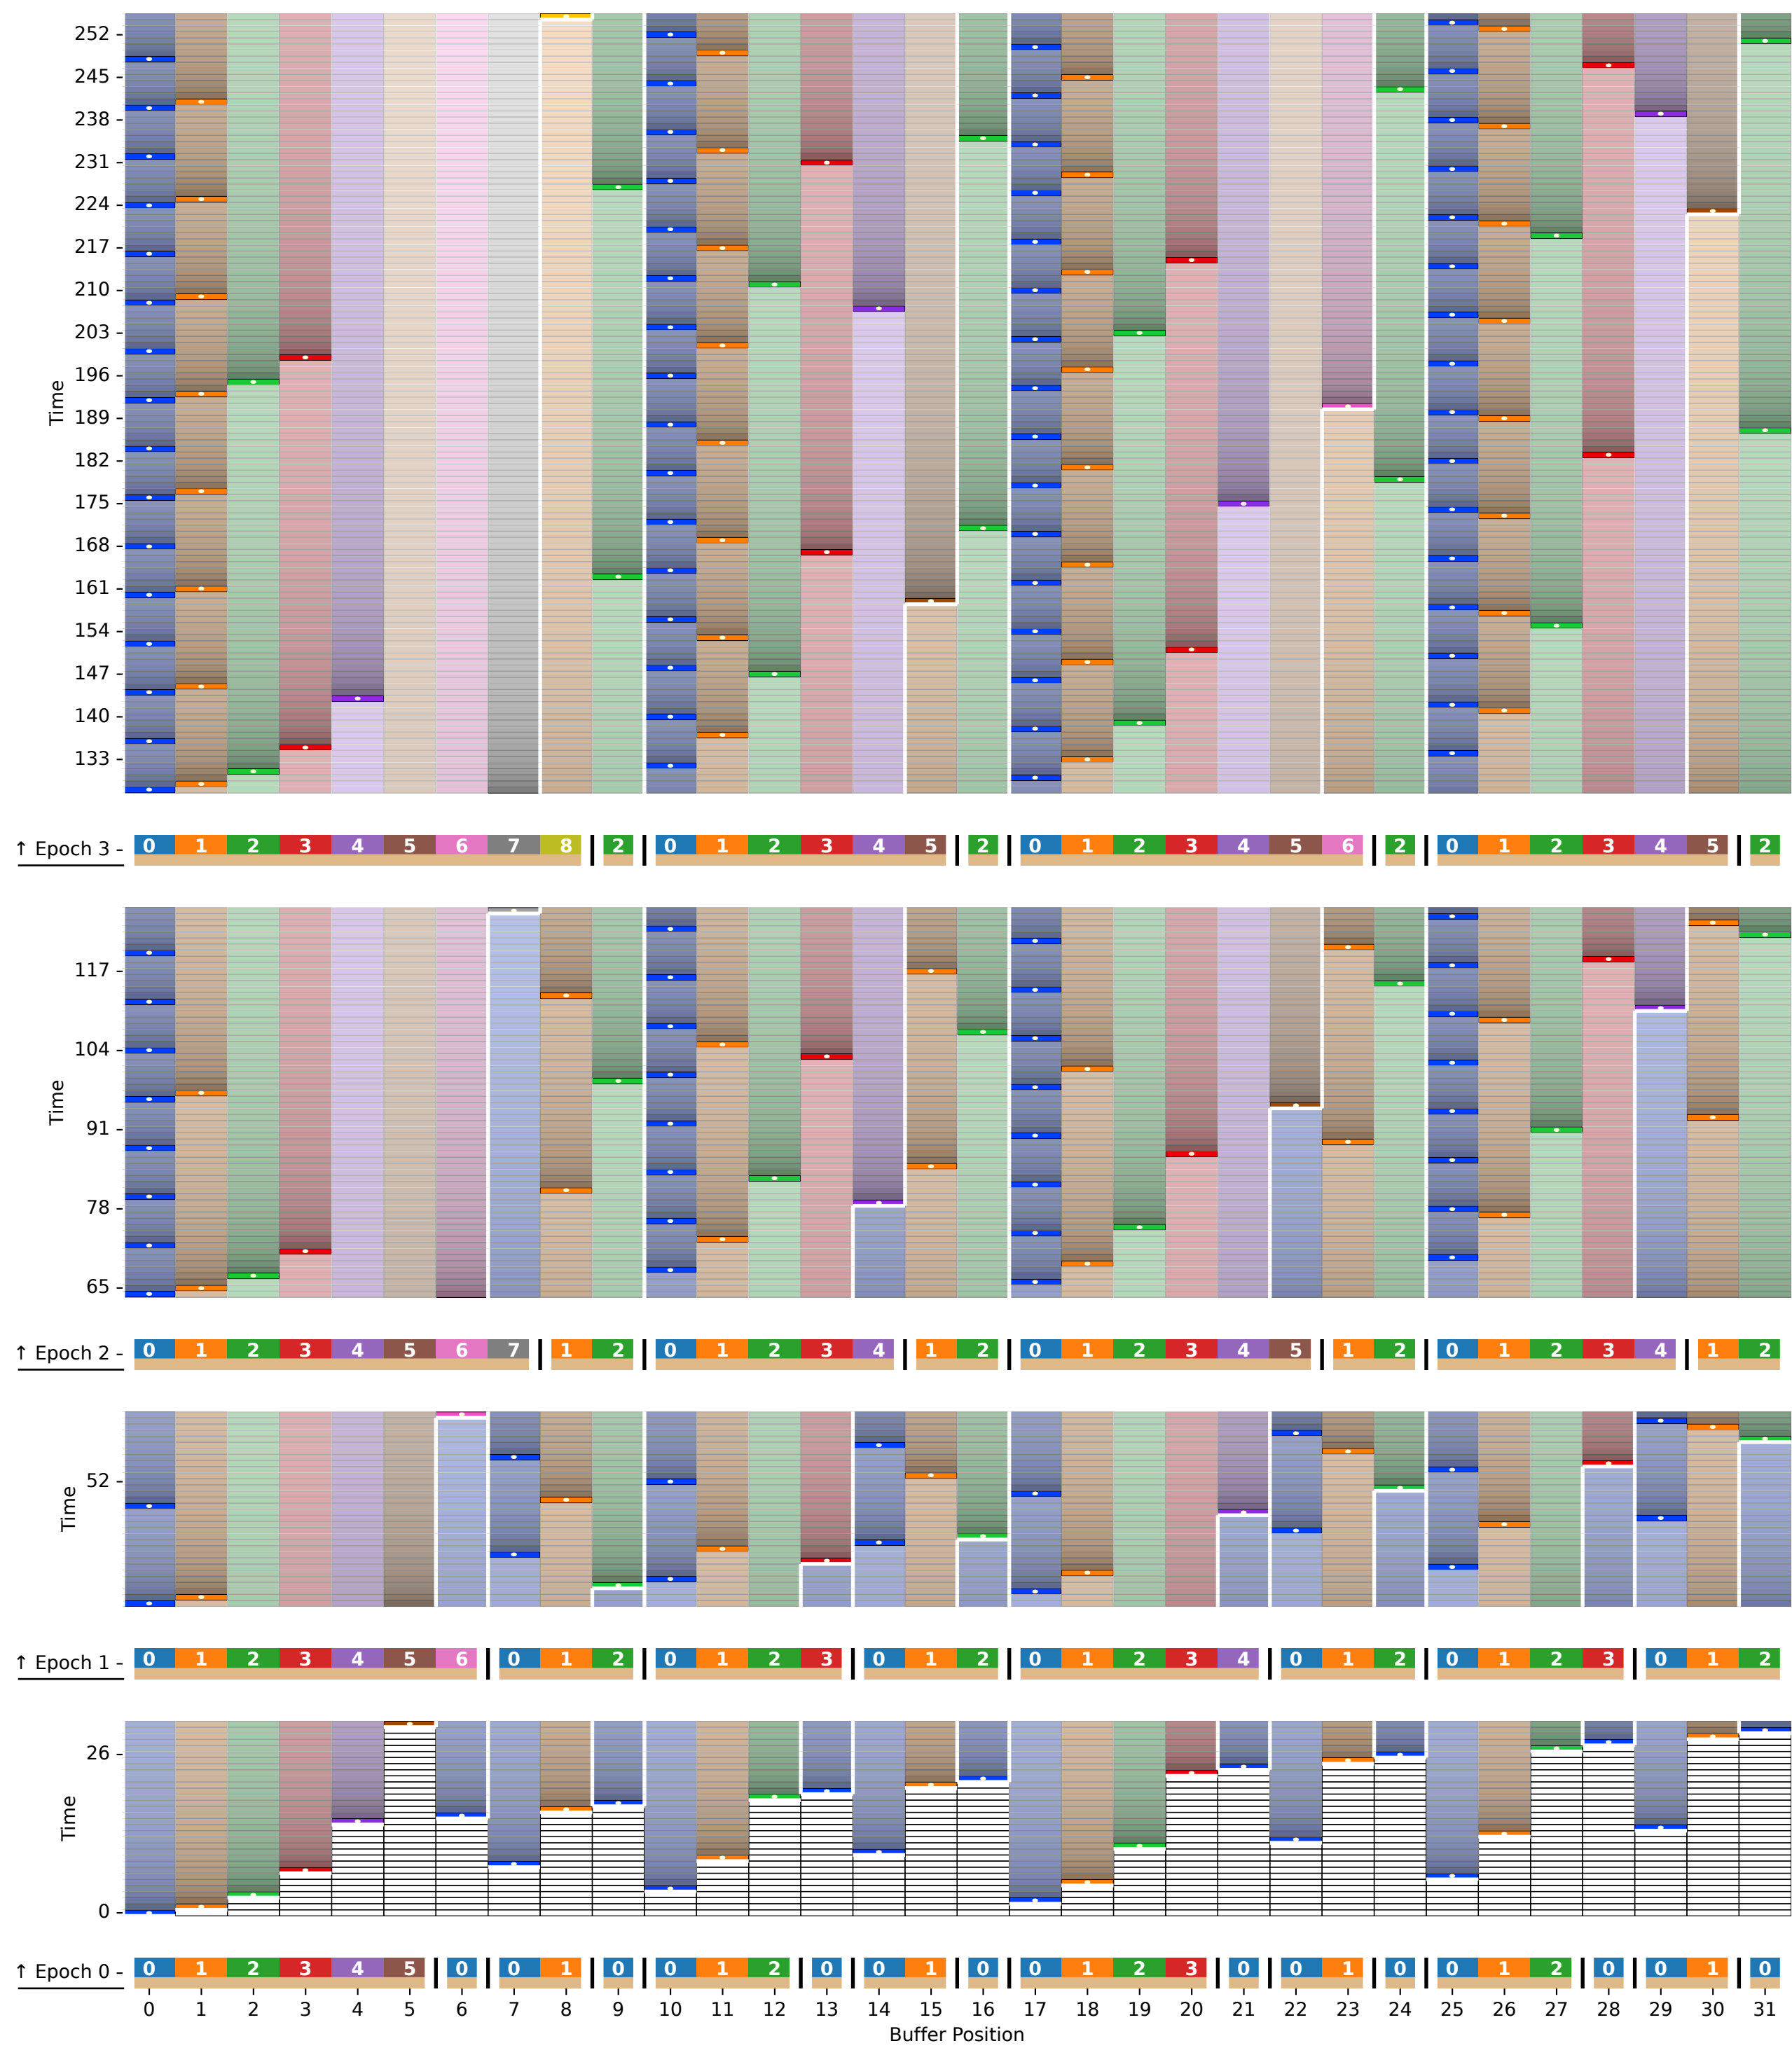 252
245
238
231
224
217
210
203
196
189
182
175
168
161
154
147
140
133
Time
↑ Epoch 3
0 1 2 3 4 5 6 7 8 2 0 1 2 3 4 5 2 0 1 2 3 4 5 6 2 0 1 2 3 4 5 2
117
104
91
78
65
Time
↑ Epoch 2
0 1 2 3 4 5 6 7 1 2 0 1 2 3 4 1 2 0 1 2 3 4 5 1 2 0 1 2 3 4 1 2
52
Time
↑ Epoch 1
0 1 2 3 4 5 6 0 1 2 0 1 2 3 0 1 2 0 1 2 3 4 0 1 2 0 1 2 3 0 1 2
26
0
Time
↑ Epoch 0
0 1 2 3 4 5 0 0 1 0 0 1 2 0 0 1 0 0 1 2 3 0 0 1 0 0 1 2 0 0 1 0
0 1 2 3 4 5 6 7 8 9 10 11 12 13 14 15 16 17 18 19 20 21 22 23 24 25 26 27 28 29 30 31
Buffer Position